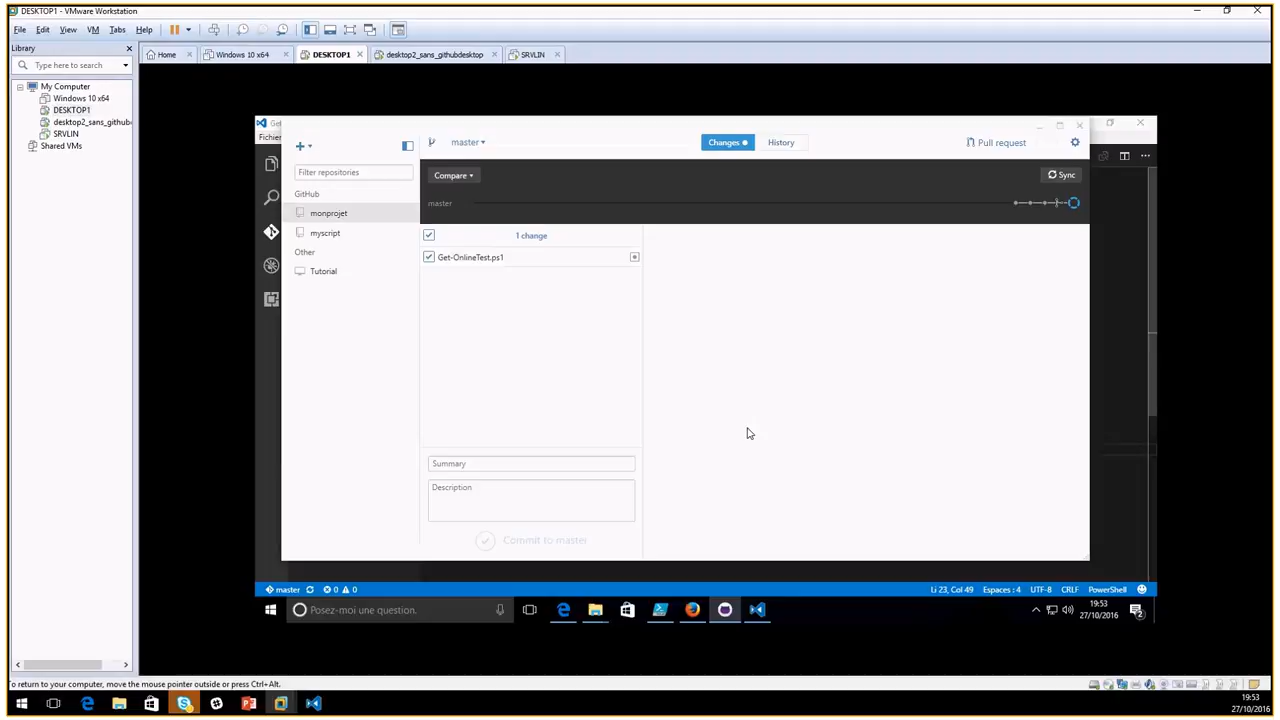 DESKTOP1 - VMware Workstation
File Edit View VM Tabs Help
Library
Type here to search
Home
Windows 10 x64
DESKTOP1
desktop2_sans_githubdesktop
SRVLIN
My Computer
Windows 10 x64
DESKTOP1
desktop2_sans_githubc
SRVLIN
Shared VMs
Get
Fichier
master
Changes
History
Pull request
Filter repositories
Compare
Sync
GitHub
master
monprojet
myscript
Other
Tutorial
1 change
Get-OnlineTest.ps1
Summary
Description
Commit to master
master 0 0 Li 23, Col 49 Espaces : 4 UTF-8 CRLF PowerShell
Posez-moi une question.
19:53
27/10/2016
2
To return to your computer, move the mouse pointer outside or press Ctrl+Alt.
19:53
27/10/2016